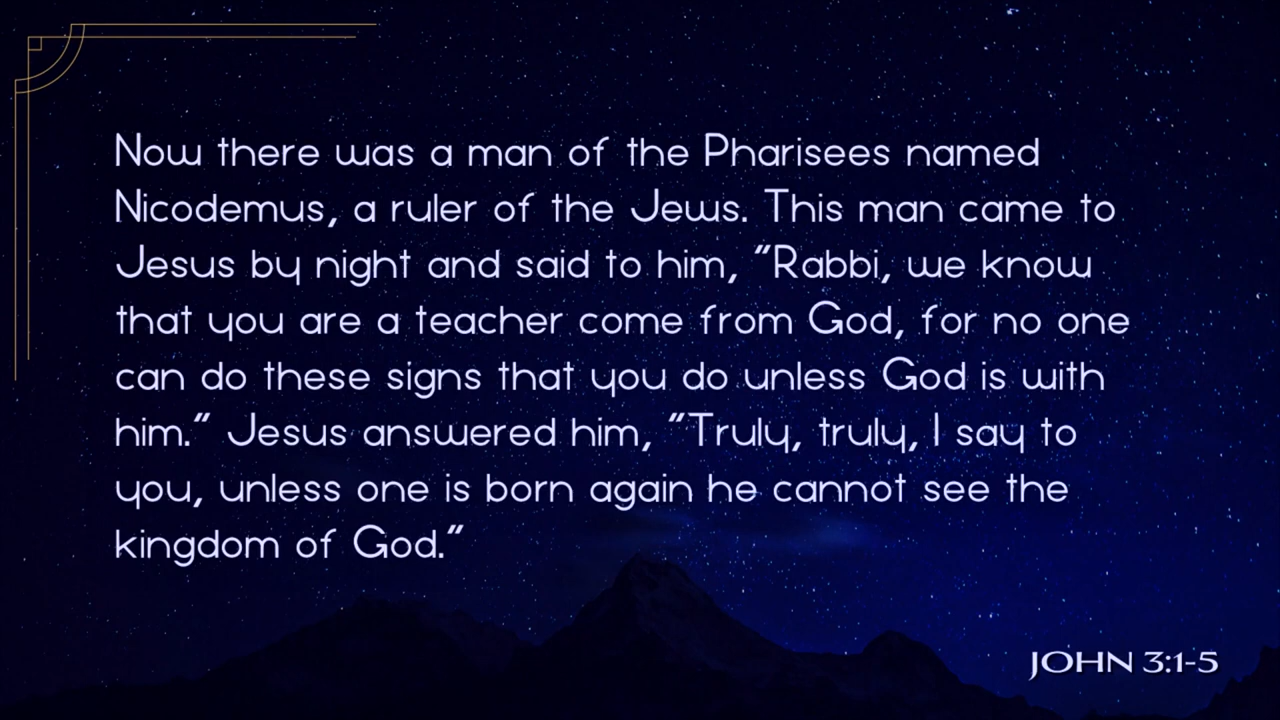 Now there was a man of the Pharisees named
Nicodemus, a ruler of the Jews. This man came to
Jesus by night and said to him, “Rabbi, we know
that you are a teacher come from God, for no one
can do these signs that you do unless God is with
him.” Jesus answered him, “Truly, truly, I say to
you, unless one is born again he cannot see the
kingdom of God.”
JOHN 3:1-5